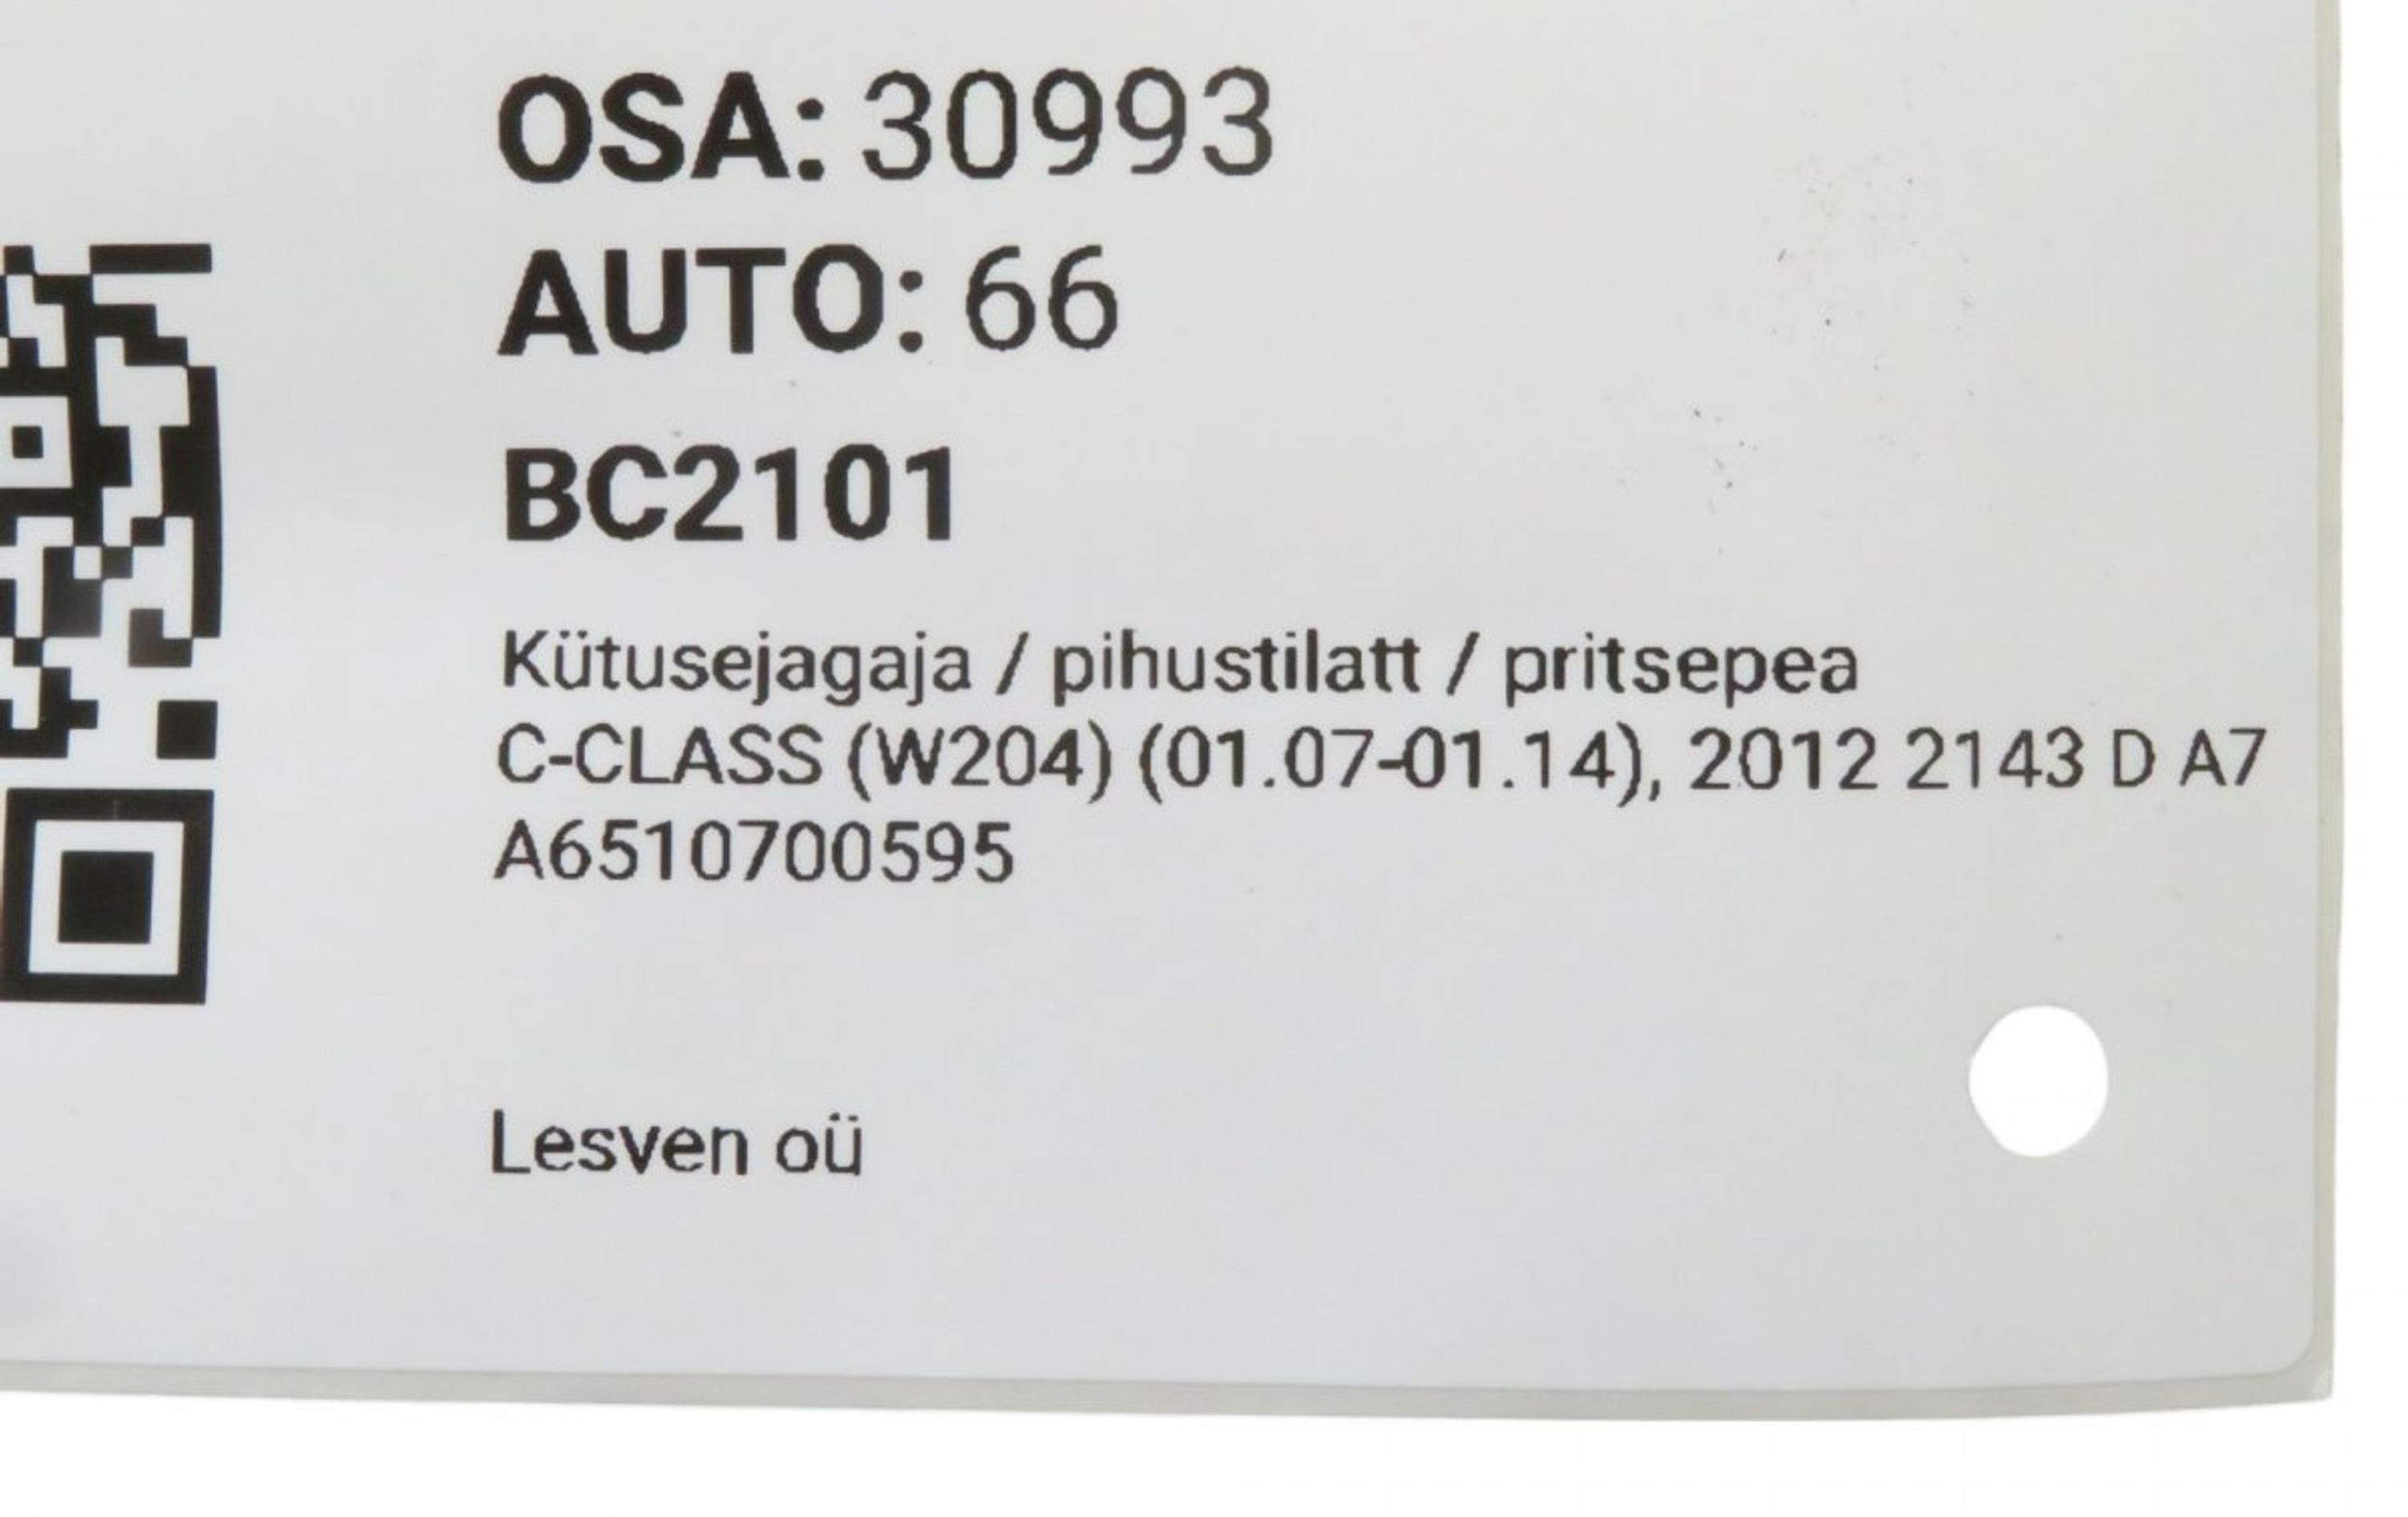 OSA: 30993
AUTO: 66
BC2101
Kütusejagaja / pihustilatt / pritsepea
C-CLASS (W204) (01.07-01.14), 2012 2143 D A7
A6510700595
Lesven oü